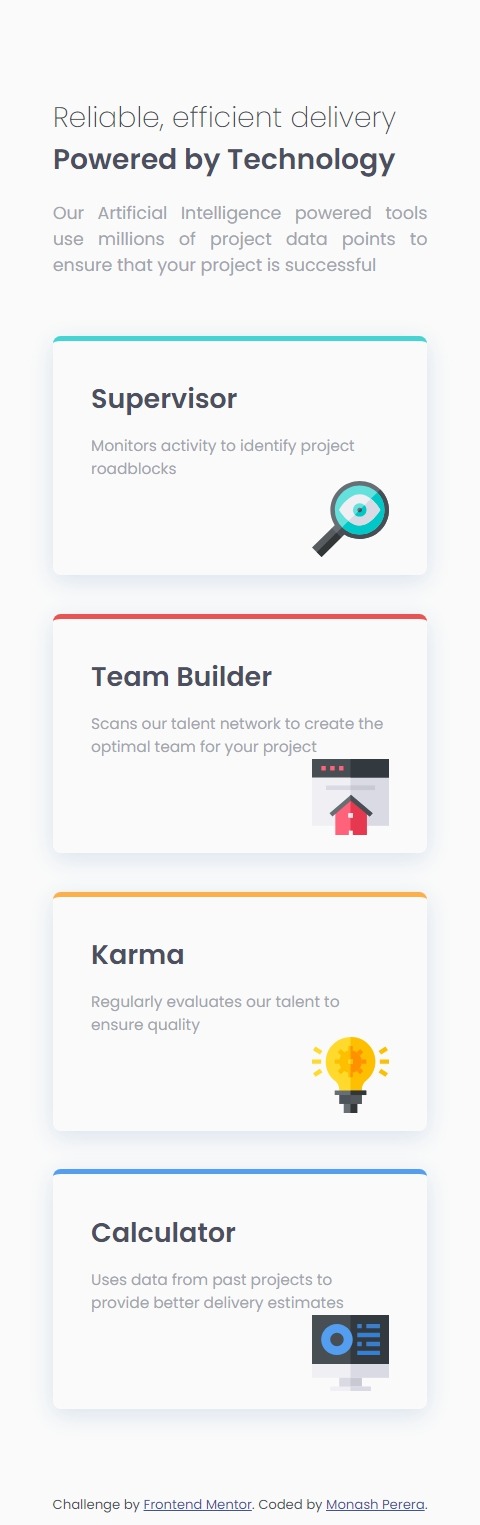 Reliable, efficient delivery
Powered by Technology
Our Artificial Intelligence powered tools
use millions of project data points to
ensure that your project is successful
Supervisor
Monitors activity to identify project
roadblocks
Team Builder
Scans our talent network to create the
optimal team for your project
Karma
Regularly evaluates our talent to
ensure quality
Calculator
Uses data from past projects to
provide better delivery estimates
Challenge by Frontend Mentor. Coded by Monash Perera.